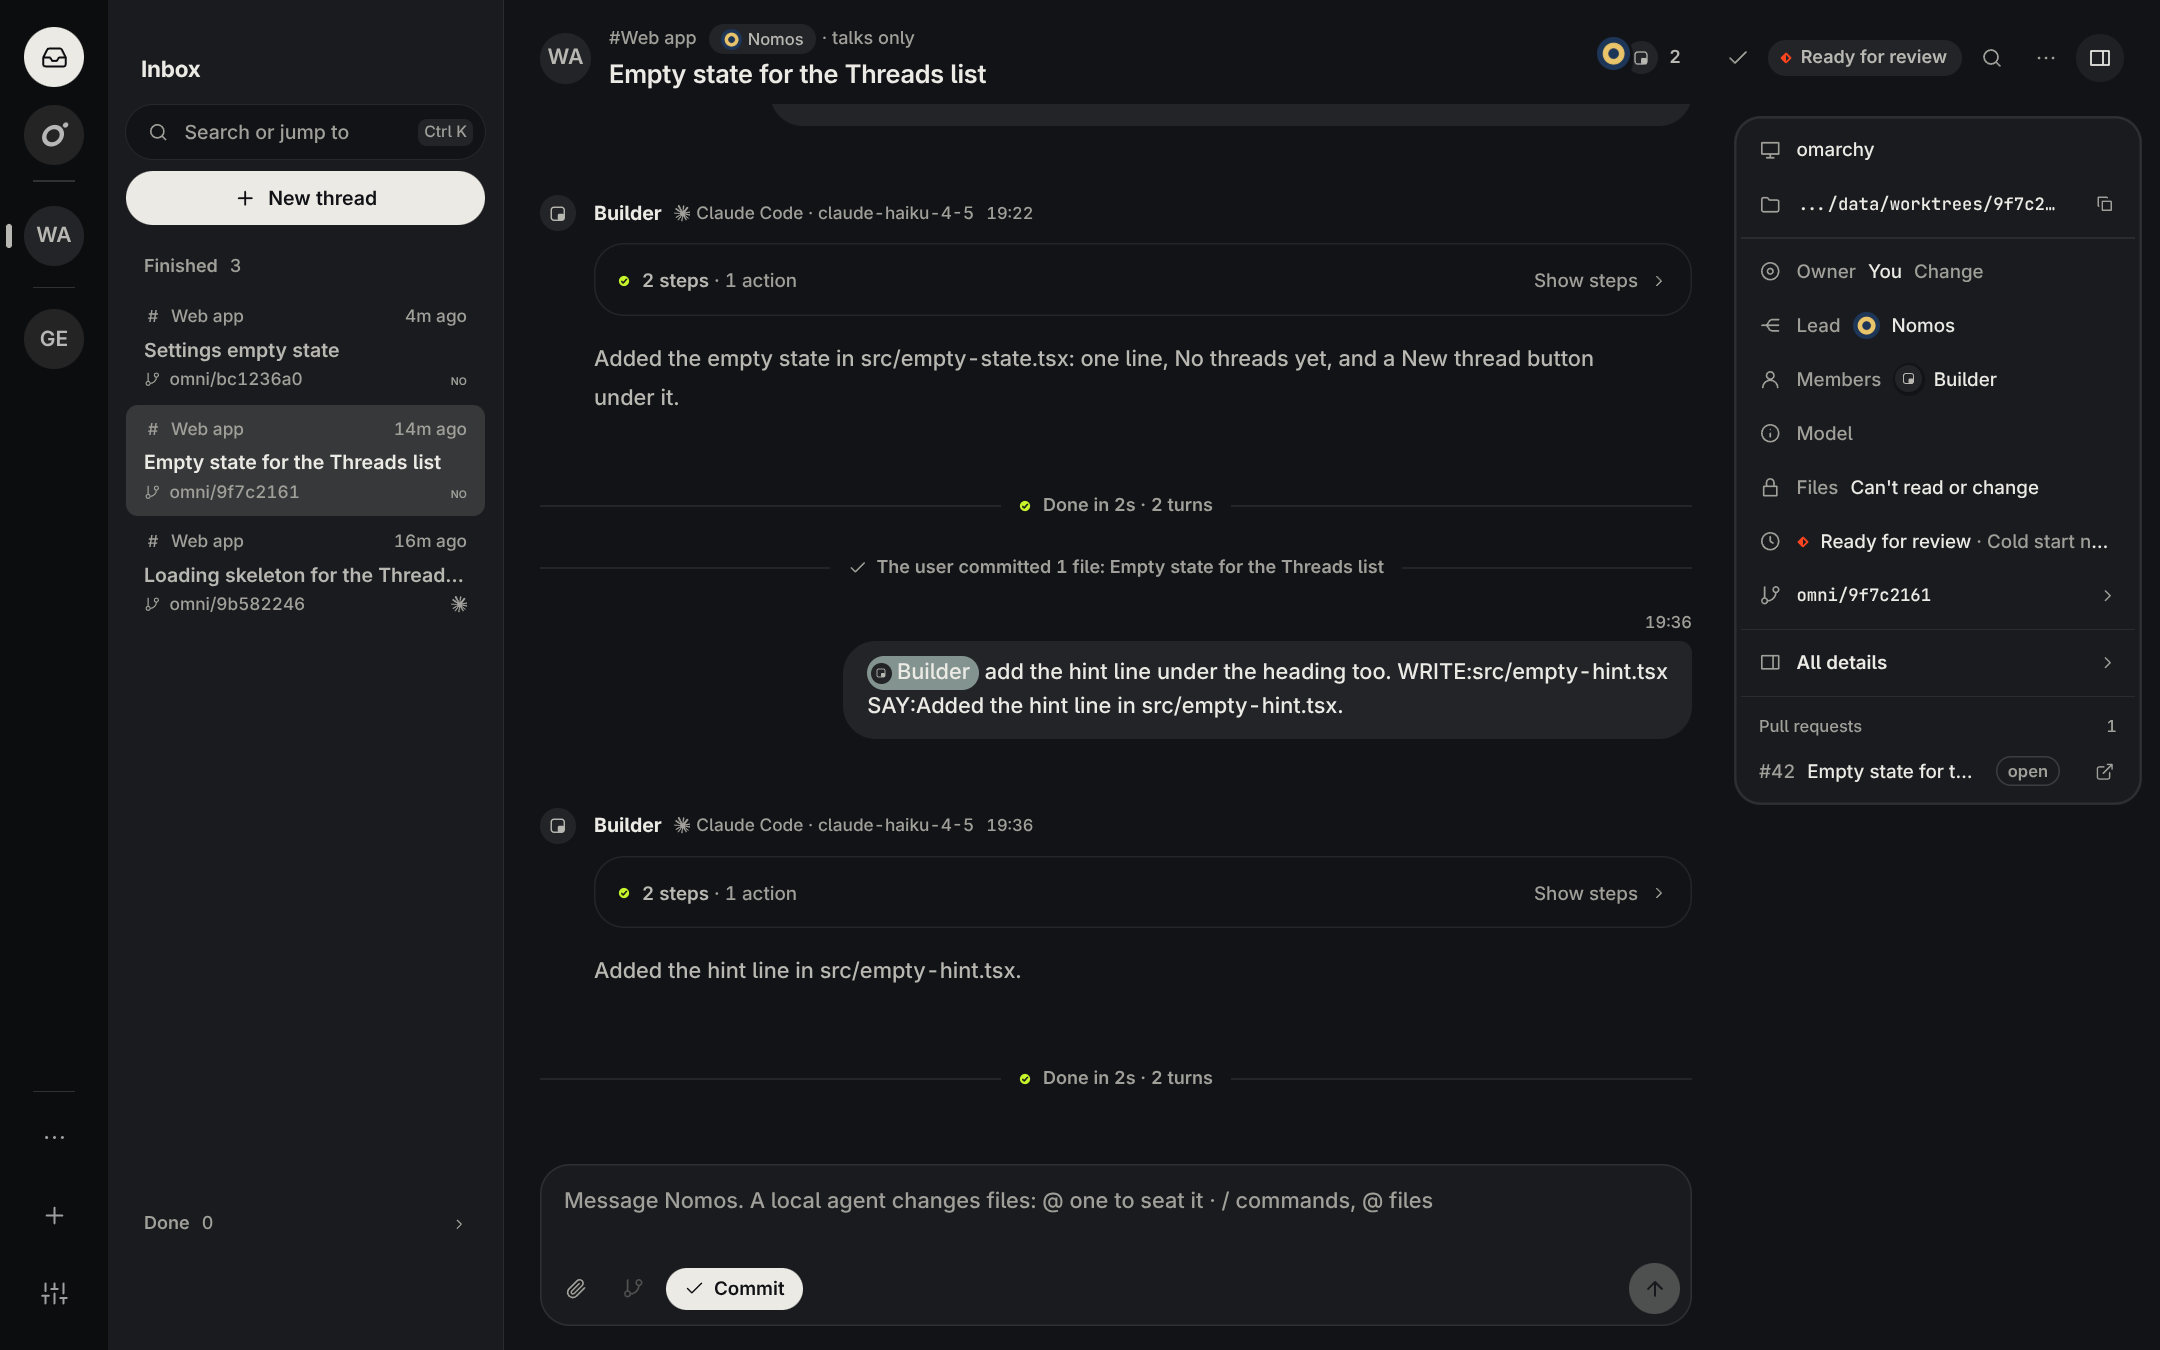 Inbox
Search or jump to
Ctrl K
New thread
Finished 3
# Web app
4m ago
Settings empty state
omni/bc1236a0
NO
# Web app
14m ago
Empty state for the Threads list
omni/9f7c2161
NO
# Web app
16m ago
Loading skeleton for the Thread...
omni/9b582246
Done 0
WA
GE
WA
#Web app Nomos · talks only
Empty state for the Threads list
2
Ready for review
Builder Claude Code · claude-haiku-4-5 19:22
2 steps · 1 action
Show steps
Added the empty state in src/empty-state.tsx: one line, No threads yet, and a New thread button
under it.
Done in 2s · 2 turns
The user committed 1 file: Empty state for the Threads list
19:36
Builder add the hint line under the heading too. WRITE:src/empty-hint.tsx
SAY:Added the hint line in src/empty-hint.tsx.
Builder Claude Code · claude-haiku-4-5 19:36
2 steps · 1 action
Show steps
Added the hint line in src/empty-hint.tsx.
Done in 2s · 2 turns
Message Nomos. A local agent changes files: @ one to seat it · / commands, @ files
Commit
omarchy
.../data/worktrees/9f7c2…
Owner You Change
Lead Nomos
Members Builder
Model
Files Can't read or change
Ready for review · Cold start n...
omni/9f7c2161
All details
Pull requests 1
#42 Empty state for t... open